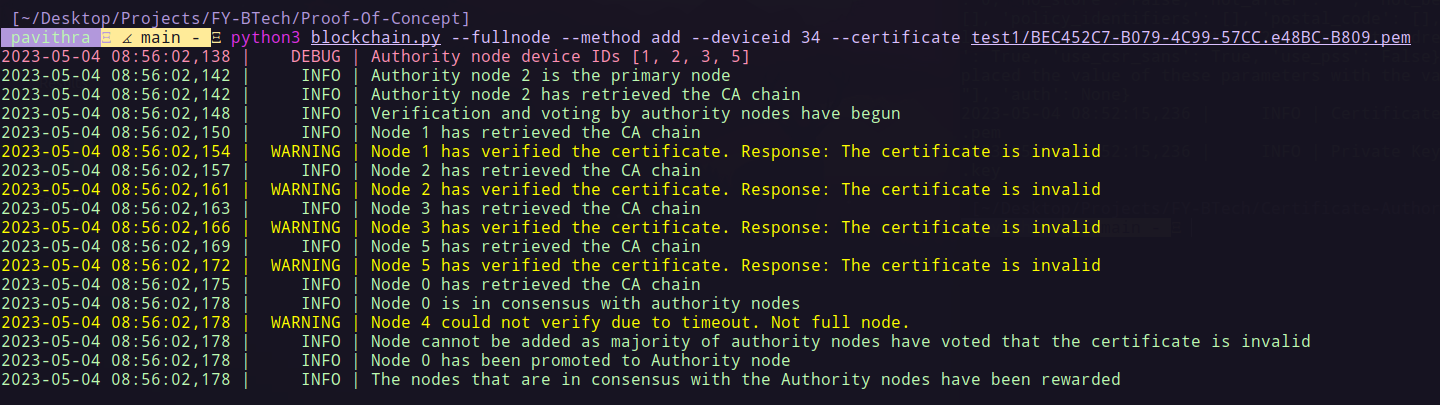 [~/Desktop/Projects/FY-BTech/Proof-Of-Concept]
pavithra Ξ ∡ main - Ξ python3 blockchain.py --fullnode --method add --deviceid 34 --certificate test1/BEC452C7-B079-4C99-57CC.e48BC-B809.pem
2023-05-04 08:56:02,138 | DEBUG | Authority node device IDs [1, 2, 3, 5]
2023-05-04 08:56:02,142 | INFO | Authority node 2 is the primary node
2023-05-04 08:56:02,142 | INFO | Authority node 2 has retrieved the CA chain
2023-05-04 08:56:02,148 | INFO | Verification and voting by authority nodes have begun
2023-05-04 08:56:02,150 | INFO | Node 1 has retrieved the CA chain
2023-05-04 08:56:02,154 | WARNING | Node 1 has verified the certificate. Response: The certificate is invalid
2023-05-04 08:56:02,157 | INFO | Node 2 has retrieved the CA chain
2023-05-04 08:56:02,161 | WARNING | Node 2 has verified the certificate. Response: The certificate is invalid
2023-05-04 08:56:02,163 | INFO | Node 3 has retrieved the CA chain
2023-05-04 08:56:02,166 | WARNING | Node 3 has verified the certificate. Response: The certificate is invalid
2023-05-04 08:56:02,169 | INFO | Node 5 has retrieved the CA chain
2023-05-04 08:56:02,172 | WARNING | Node 5 has verified the certificate. Response: The certificate is invalid
2023-05-04 08:56:02,175 | INFO | Node 0 has retrieved the CA chain
2023-05-04 08:56:02,178 | INFO | Node 0 is in consensus with authority nodes
2023-05-04 08:56:02,178 | WARNING | Node 4 could not verify due to timeout. Not full node.
2023-05-04 08:56:02,178 | INFO | Node cannot be added as majority of authority nodes have voted that the certificate is invalid
2023-05-04 08:56:02,178 | INFO | Node 0 has been promoted to Authority node
2023-05-04 08:56:02,178 | INFO | The nodes that are in consensus with the Authority nodes have been rewarded